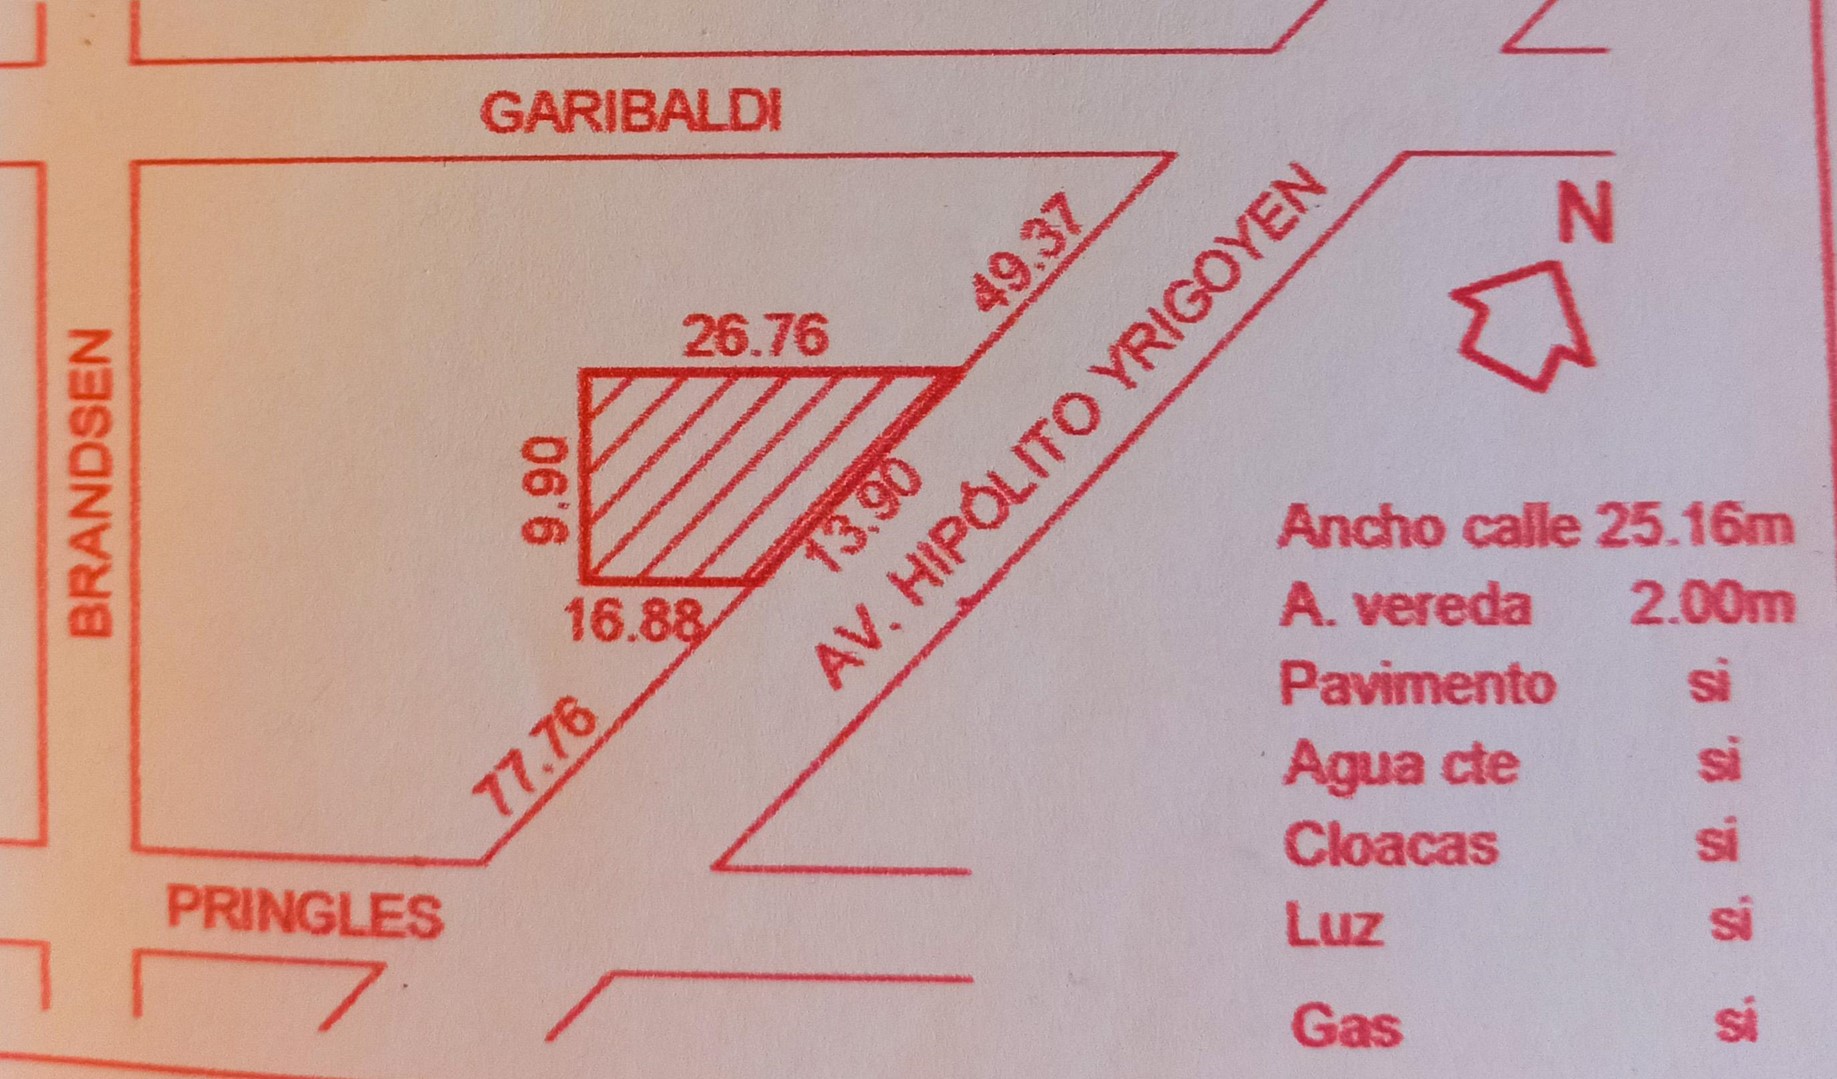 GARIBALDI
N
49.37
26.76
BRANDSEN
9.90
13.90
AV. HIPÓLITO YRIGOYEN
16.88
77.76
PRINGLES
Ancho calle 25.16m
A. vereda 2.00m
Pavimento si
Agua cte si
Cloacas si
Luz si
Gas si